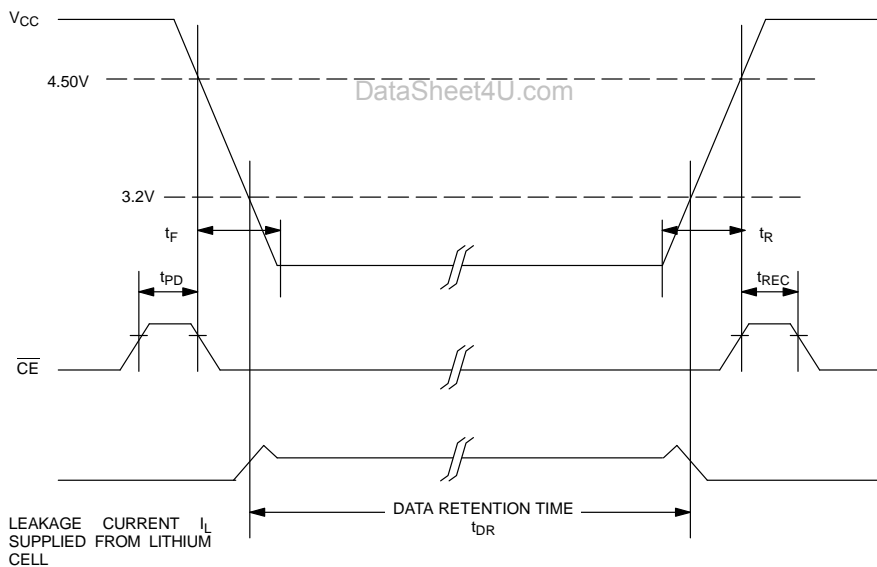 VCC
4.50V
DataSheet4U.com
3.2V
tF
tR
tPD
tREC
CE
DATA RETENTION TIME
tDR
LEAKAGE CURRENT IL
SUPPLIED FROM LITHIUM
CELL